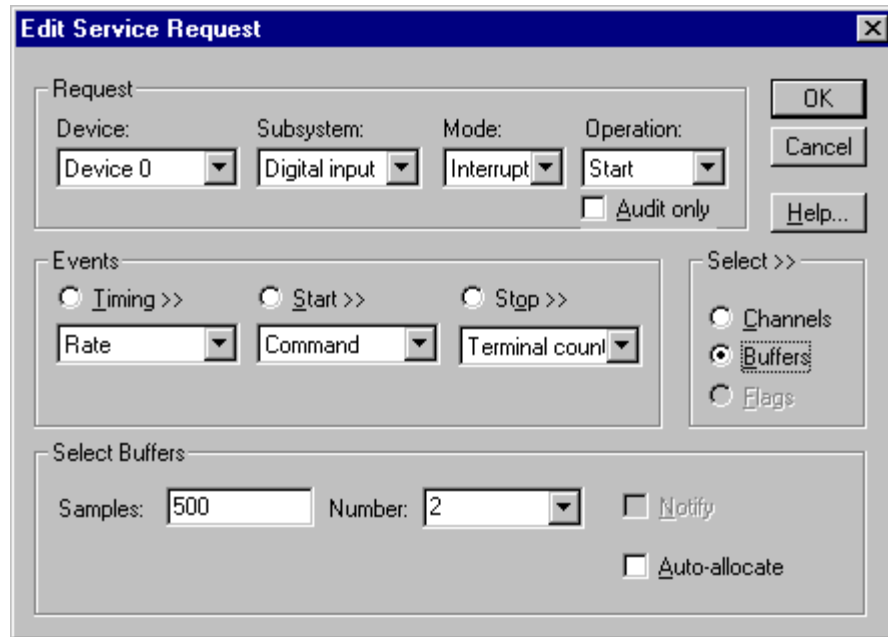 Edit Service Request
Request
Device: Subsystem: Mode: Operation:
Device 0 Digital input Interrupt Start
Audit only
OK
Cancel
Help...
Events
Timing >> Start >> Stop >>
Rate Command Terminal count
Select >>
Channels
Buffers
Flags
Select Buffers
Samples: 500 Number: 2 Notify
Auto-allocate